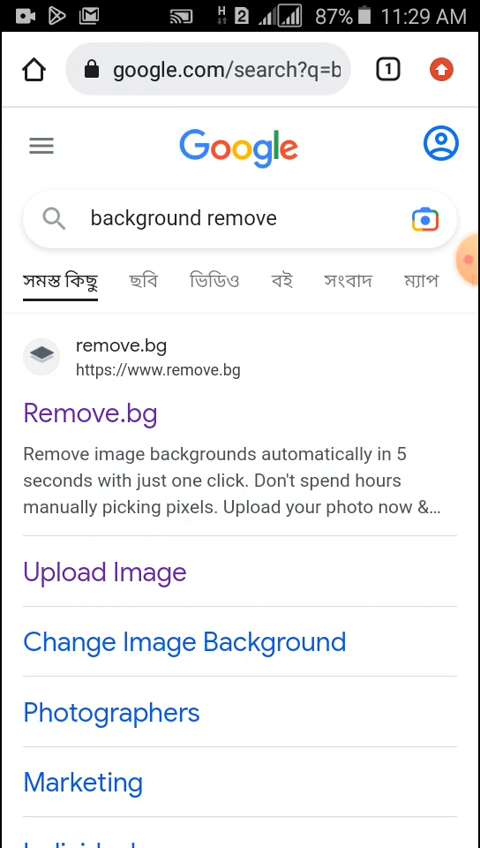 H 2 87% 11:29 AM
google.com/search?q=b 1
Google
background remove
সমস্ত কিছু ছবি ভিডিও বই সংবাদ ম্যাপ
remove.bg
https://www.remove.bg
Remove.bg
Remove image backgrounds automatically in 5
seconds with just one click. Don't spend hours
manually picking pixels. Upload your photo now &...
Upload Image
Change Image Background
Photographers
Marketing